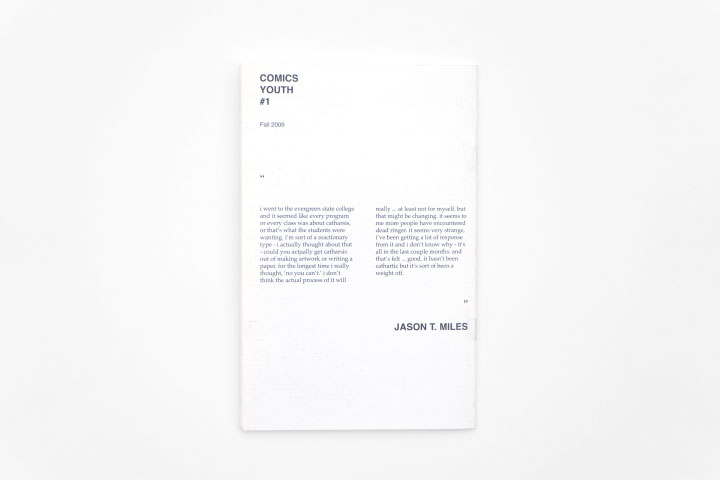 COMICS
YOUTH
#1
Fall 2009
“
i went to the evergreen state college
and it seemed like every program
or every class was about catharsis,
or that's what the students were
wanting. i'm sort of a reactionary
type - i actually thought about that
- could you actually get catharsis
out of making artwork or writing a
paper. for the longest time i really
thought, 'no you can't.' i don't
think the actual process of it will
really ... at least not for myself. but
that might be changing. it seems to
me more people have encountered
dead ringer. it seems very strange,
i've been getting a lot of response
from it and i don't know why - it's
all in the last couple months. and
that's felt ... good. it hasn't been
cathartic but it's sort of been a
weight off.
”
JASON T. MILES